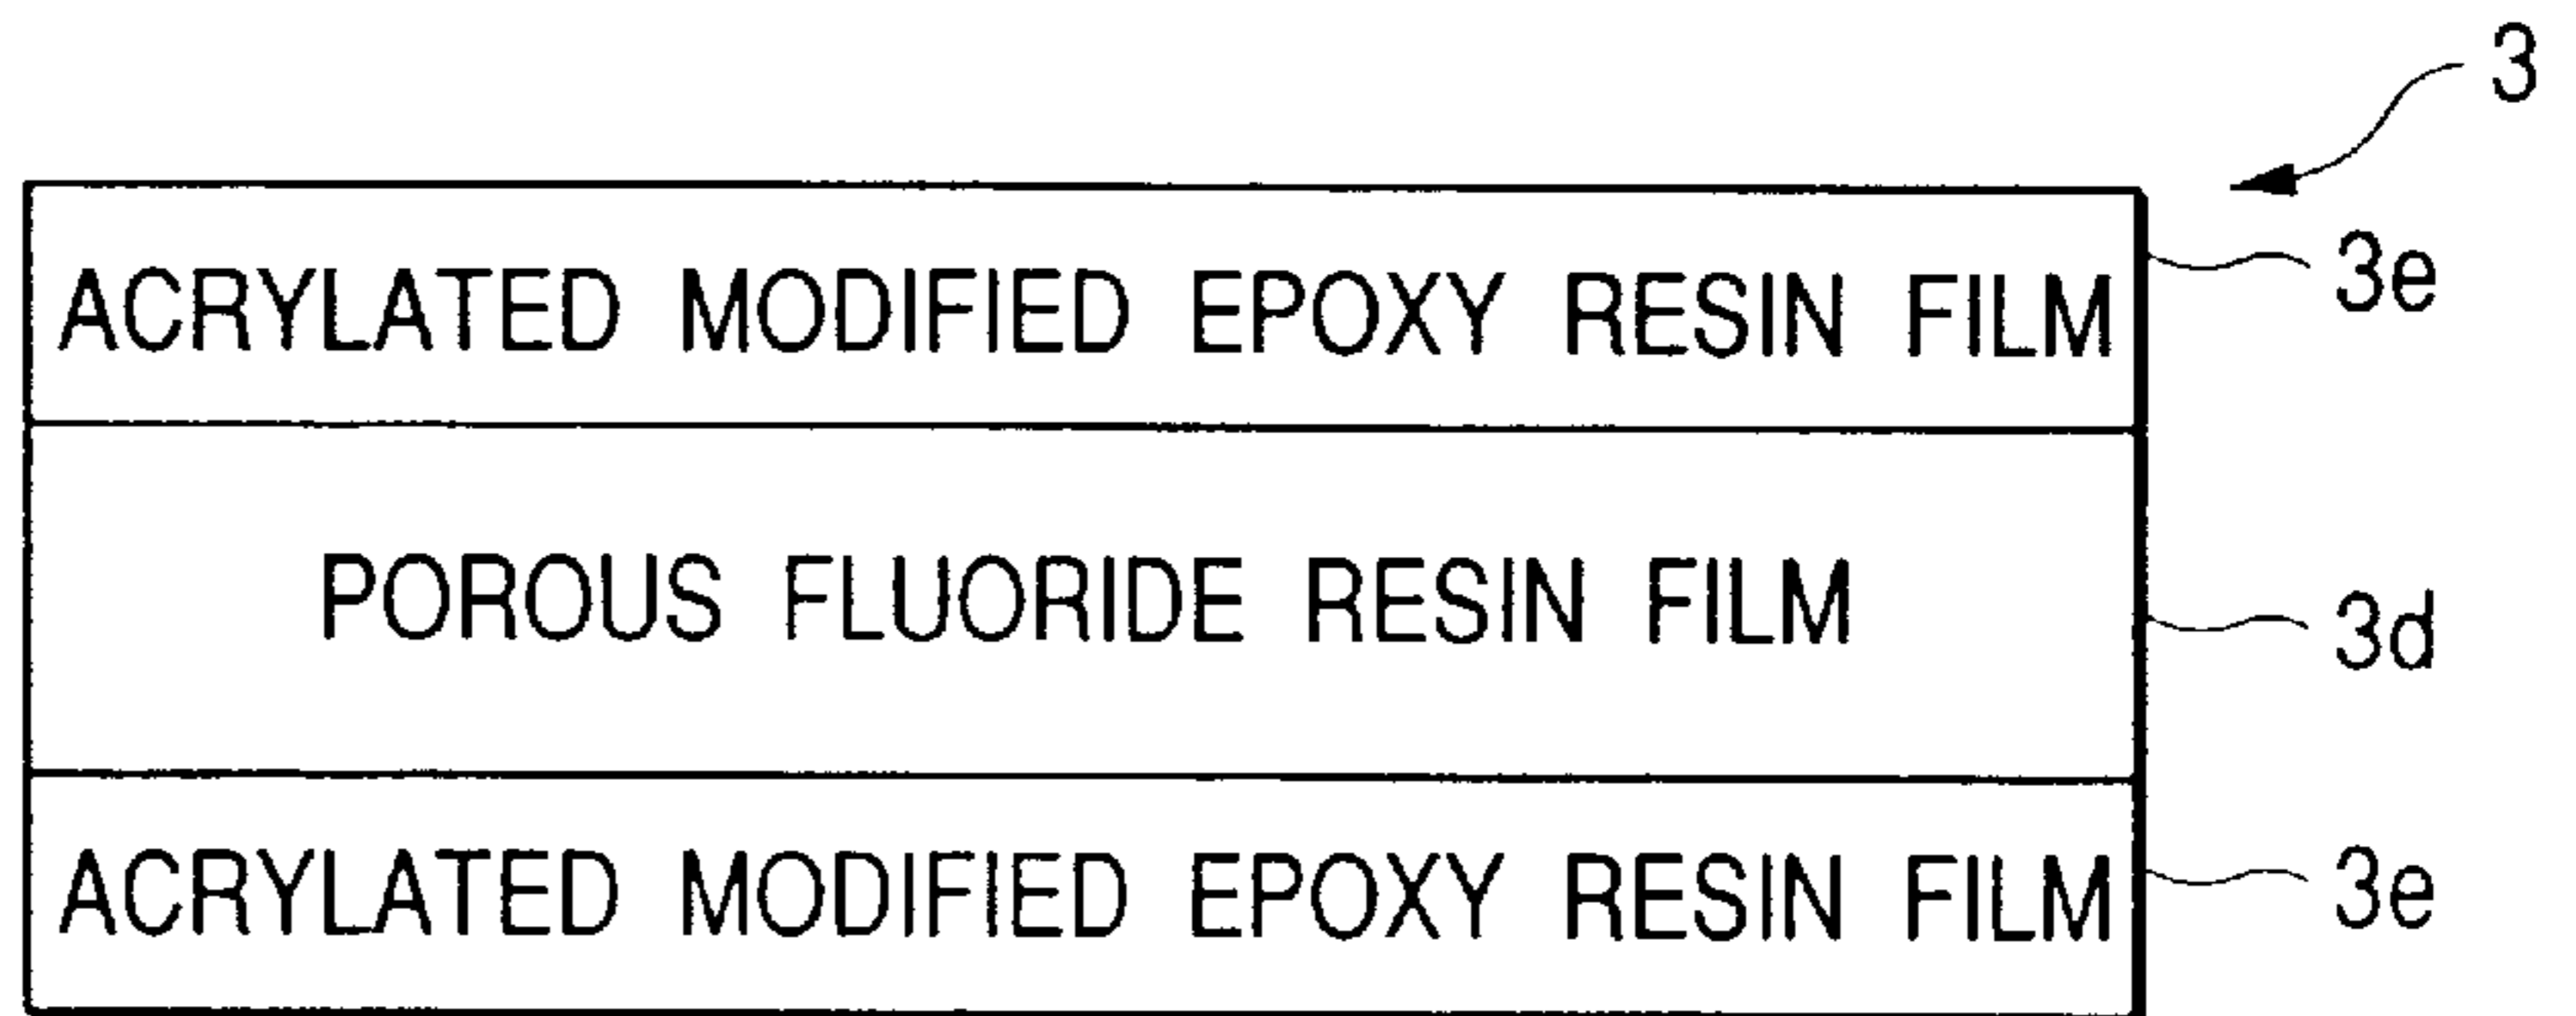 3
ACRYLATED MODIFIED EPOXY RESIN FILM 3e
POROUS FLUORIDE RESIN FILM 3d
ACRYLATED MODIFIED EPOXY RESIN FILM 3e